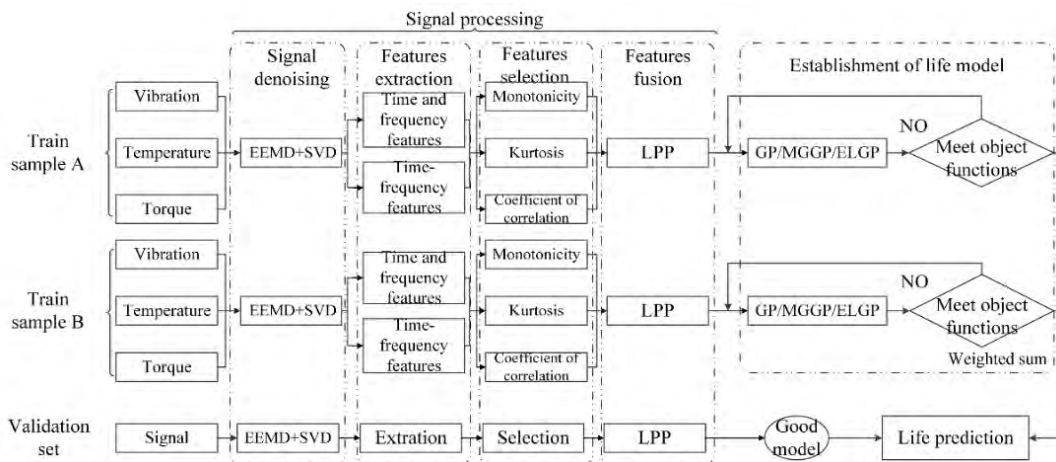 Signal processing
Signal
denoising
Features
extraction
Features
selection
Features
fusion
Establishment of life model
Train
sample A
Vibration
Temperature
Torque
EEMD+SVD
Time and
frequency
features
Time-
frequency
features
Monotonicity
Kurtosis
Coefficient of
correlation
LPP
GP/MGGP/ELGP
NO
Meet object
functions
Train
sample B
Vibration
Temperature
Torque
EEMD+SVD
Time and
frequency
features
Time-
frequency
features
Monotonicity
Kurtosis
Coefficient of
correlation
LPP
GP/MGGP/ELGP
NO
Meet object
functions
Weighted sum
Validation
set
Signal
EEMD+SVD
Extration
Selection
LPP
Good
model
Life prediction